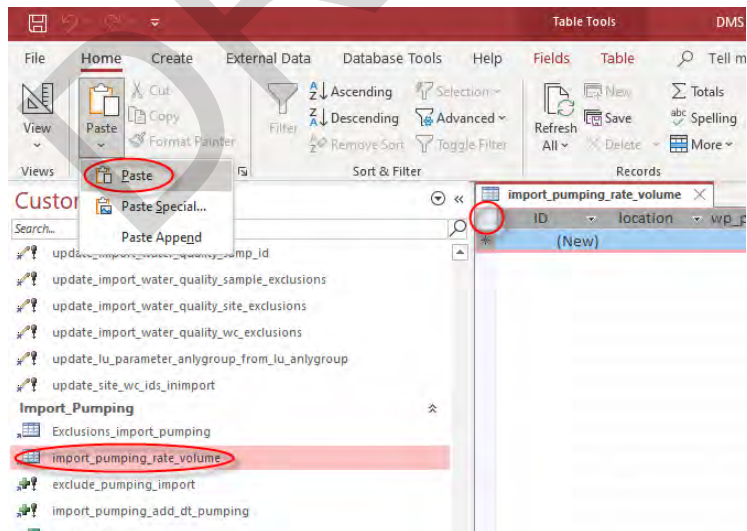 Table Tools DMS
File Home Create External Data Database Tools Help Fields Table Tell m
View Paste Cut Copy Format Painter
Filter Ascending Descending Remove Sort Selection Advanced Toggle Filter
Refresh All New Save Delete Totals Spelling More
Views Sort & Filter Records
Paste
Paste Special...
Paste Append
Custo
Search...
import_pumping_rate_volume
ID location wp_p
(New)
update_import_water_quality_samp_id
update_import_water_quality_sample_exclusions
update_import_water_quality_site_exclusions
update_import_water_quality_wc_exclusions
update_lu_parameter_anlygroup_from_lu_anlygroup
update_site_wc_ids_inimport
Import_Pumping
Exclusions_import_pumping
import_pumping_rate_volume
exclude_pumping_import
import_pumping_add_dt_pumping